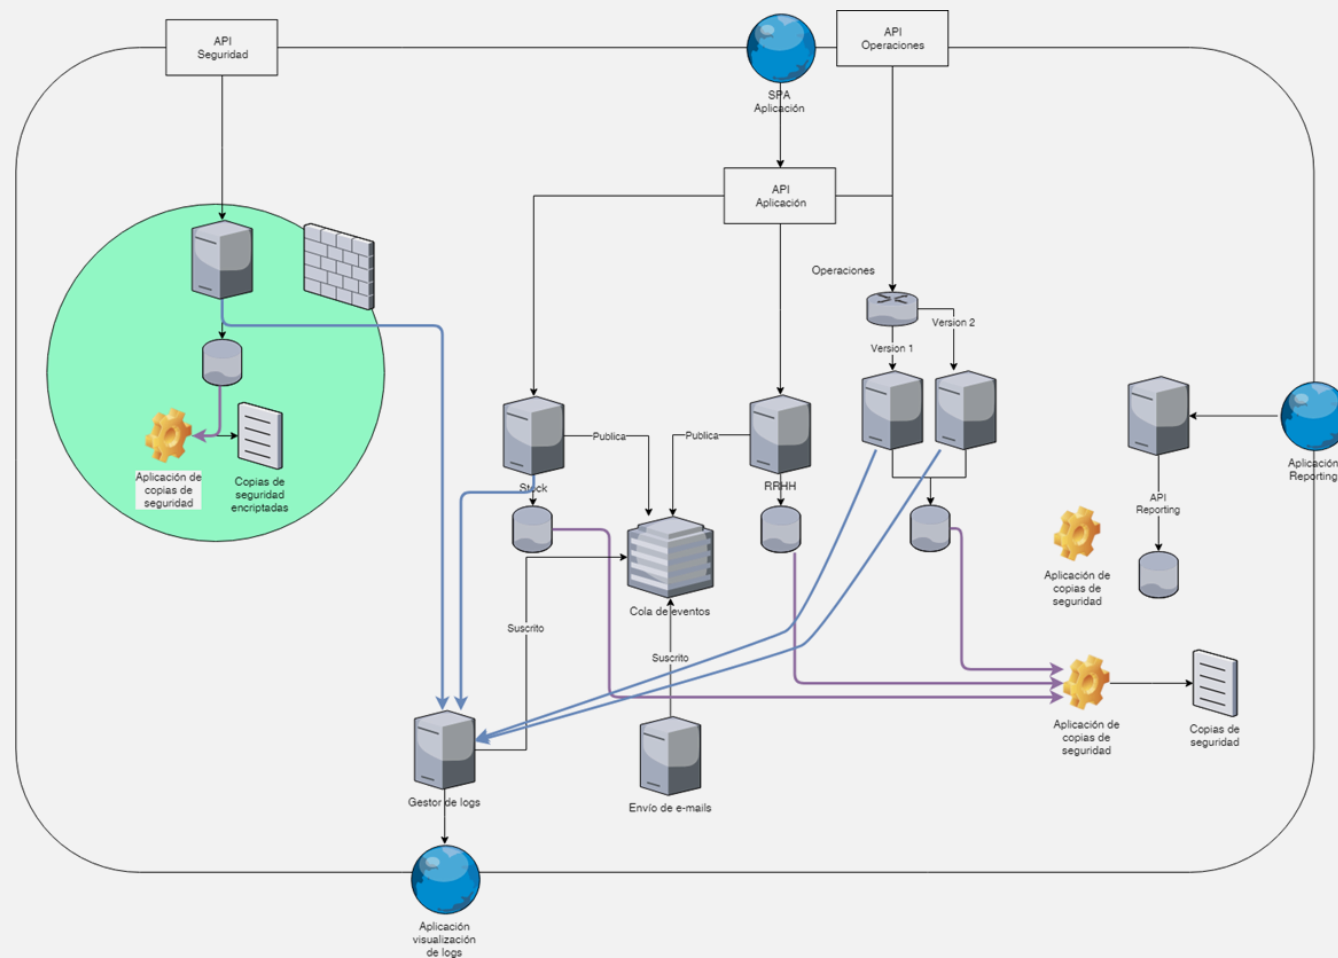 API
Seguridad
SPA
Aplicación
API
Operaciones
API
Aplicación
Operaciones
Version 2
Version 1
Publica
Publica
Aplicación de
copias de
seguridad
Copias de
seguridad
encriptadas
Stock
RRHH
Aplicación
Reporting
API
Reporting
Aplicación de
copias de
seguridad
Cola de eventos
Suscrito
Suscrito
Aplicación de
copias de
seguridad
Copias de
seguridad
Gestor de logs
Envío de e-mails
Aplicación
visualización
de logs